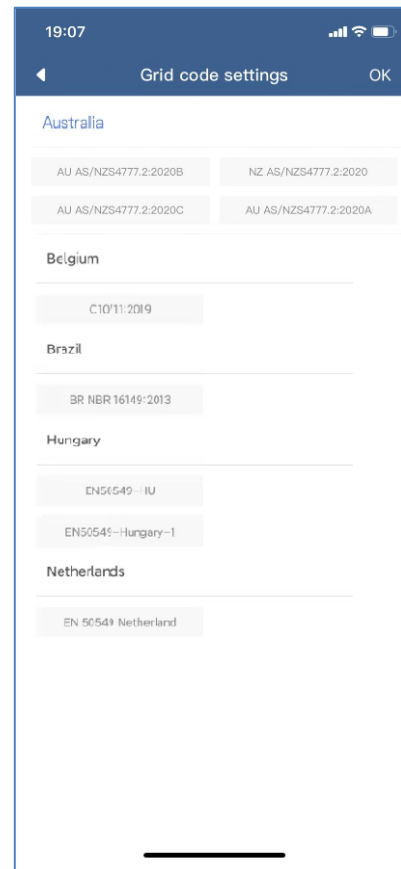 19:07
Grid code settings OK
Australia
AU AS/NZS4777.2:2020B NZ AS/NZS4777.2:2020
AU AS/NZS4777.2:2020C AU AS/NZS4777.2:2020A
Belgium
C10/11:2019
Brazil
BR NBR 16149:2013
Hungary
EN50549-HU
EN50549-Hungary-1
Netherlands
EN 50549 Netherland